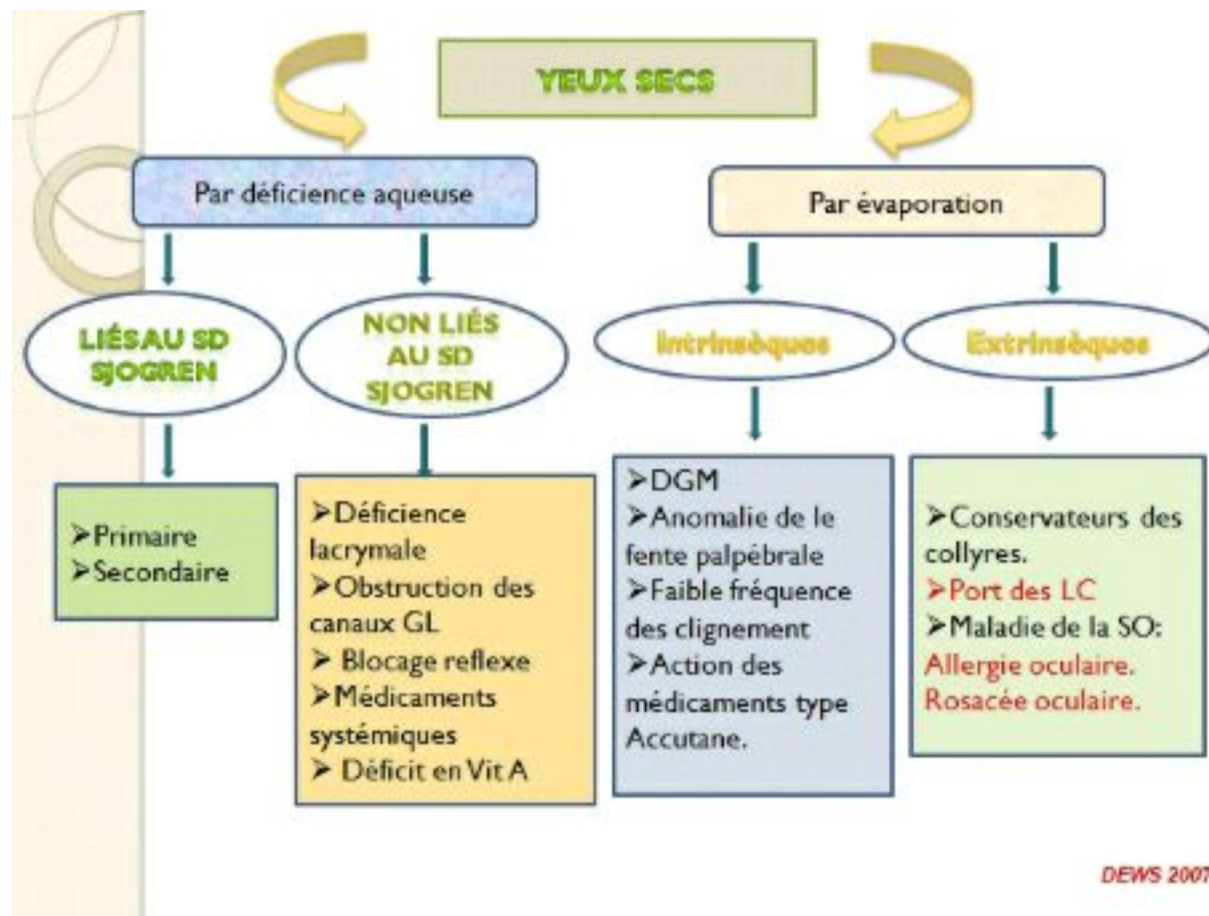 YEUX SECS
Par déficience aqueuse
Par évaporation
LIÉS AU SD
SJOGREN
NON LIÉS
AU SD
SJOGREN
Intrinsèques
Extrinsèques
➢Primaire
➢Secondaire
➢Déficience
lacrymale
➢Obstruction des
canaux GL
➢ Blocage reflexe
➢Médicaments
systémiques
➢ Déficit en Vit A
➢DGM
➢Anomalie de le
fente palpébrale
➢Faible fréquence
des clignement
➢Action des
médicaments type
Accutane.
➢Conservateurs des
collyres.
➢Port des LC
➢Maladie de la SO:
Allergie oculaire.
Rosacée oculaire.
DEWS 2007